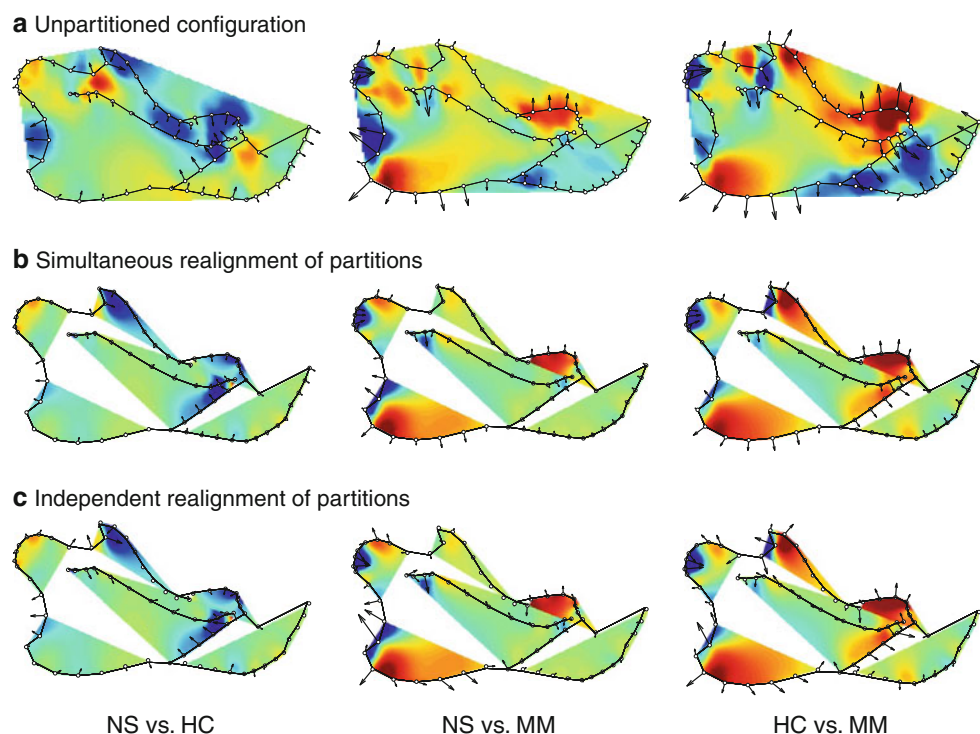 a Unpartitioned configuration
b Simultaneous realignment of partitions
c Independent realignment of partitions
NS vs. HC
NS vs. MM
HC vs. MM